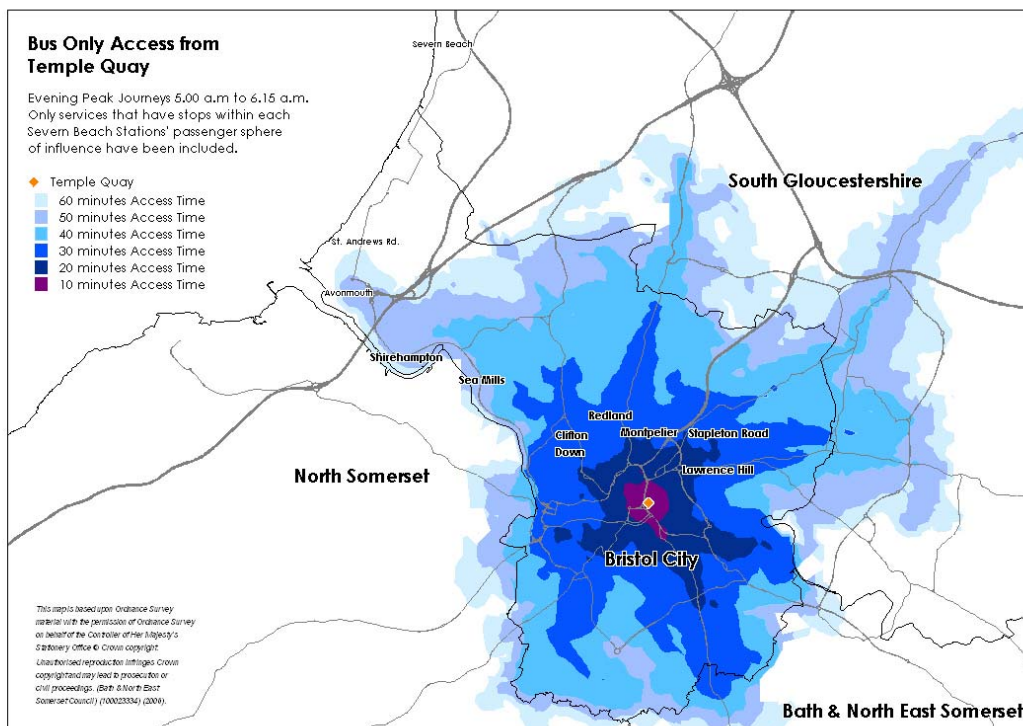 Bus Only Access from
Temple Quay
Evening Peak Journeys 5.00 a.m to 6.15 a.m.
Only services that have stops within each
Severn Beach Stations' passenger sphere
of influence have been included.
Temple Quay
60 minutes Access Time
50 minutes Access Time
40 minutes Access Time
30 minutes Access Time
20 minutes Access Time
10 minutes Access Time
Severn Beach
South Gloucestershire
St. Andrews Rd.
Avonmouth
Shirehampton
Sea Mills
Redland
Clifton
Down
Montpelier
Stapleton Road
Lawrence Hill
North Somerset
Bristol City
This map is based upon Ordnance Survey
material with the permission of Ordnance Survey
on behalf of the Controller of Her Majesty's
Stationery Office © Crown copyright.
Unauthorised reproduction infringes Crown
copyright and may lead to prosecution or
civil proceedings. (Bath & North East
Somerset Council) (100023334) (2006).
Bath & North East Somerset